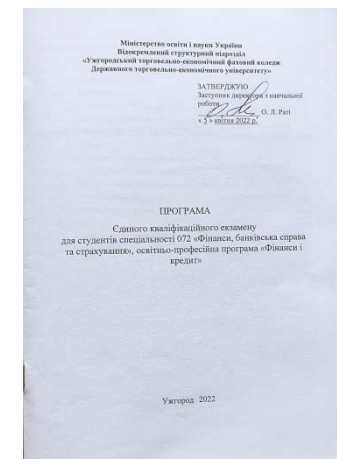 Міністерство освіти і науки України
Відокремлений структурний підрозділ
«Ужгородський торговельно-економічний фаховий коледж
Державного торговельно-економічного університету»
ЗАТВЕРДЖУЮ
Заступник директора з навчальної
роботи
О. Л. Раті
« 5 » квітня 2022 р.
ПРОГРАМА
Єдиного кваліфікаційного екзамену
для студентів спеціальності 072 «Фінанси, банківська справа
та страхування», освітньо-професійна програма «Фінанси і
кредит»
Ужгород 2022